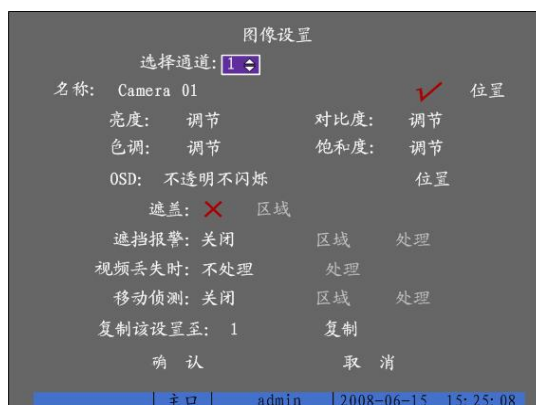 图像设置
选择通道: 1
名称: Camera 01 位置
亮度: 调节 对比度: 调节
色调: 调节 饱和度: 调节
OSD: 不透明不闪烁 位置
遮盖: 区域
遮挡报警: 关闭 区域 处理
视频丢失时: 不处理 处理
移动侦测: 关闭 区域 处理
复制该设置至: 1 复制
确 认 取 消
主口 admin 2008-06-15 15:25:08